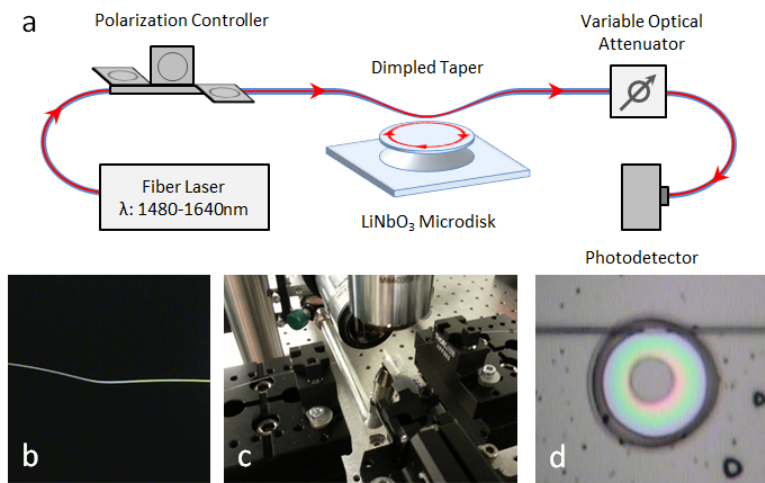 a
Polarization Controller
Variable Optical
Attenuator
Dimpled Taper
Fiber Laser
λ: 1480-1640nm
LiNbO₃ Microdisk
Photodetector
b
c
d